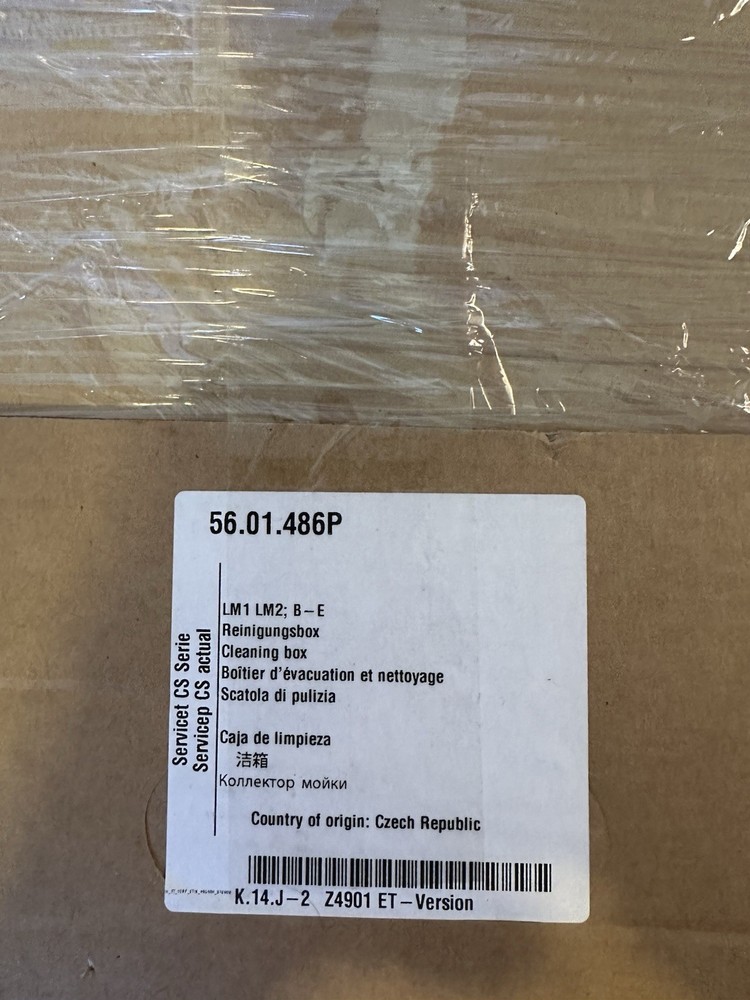 56.01.486P
Servicet CS Serie
Servicep CS actual
LM1 LM2; B–E
Reinigungsbox
Cleaning box
Boîtier d'évacuation et nettoyage
Scatola di pulizia
Caja de limpieza
洁箱
Коллектор мойки
Country of origin: Czech Republic
K.14.J–2 Z4901 ET–Version